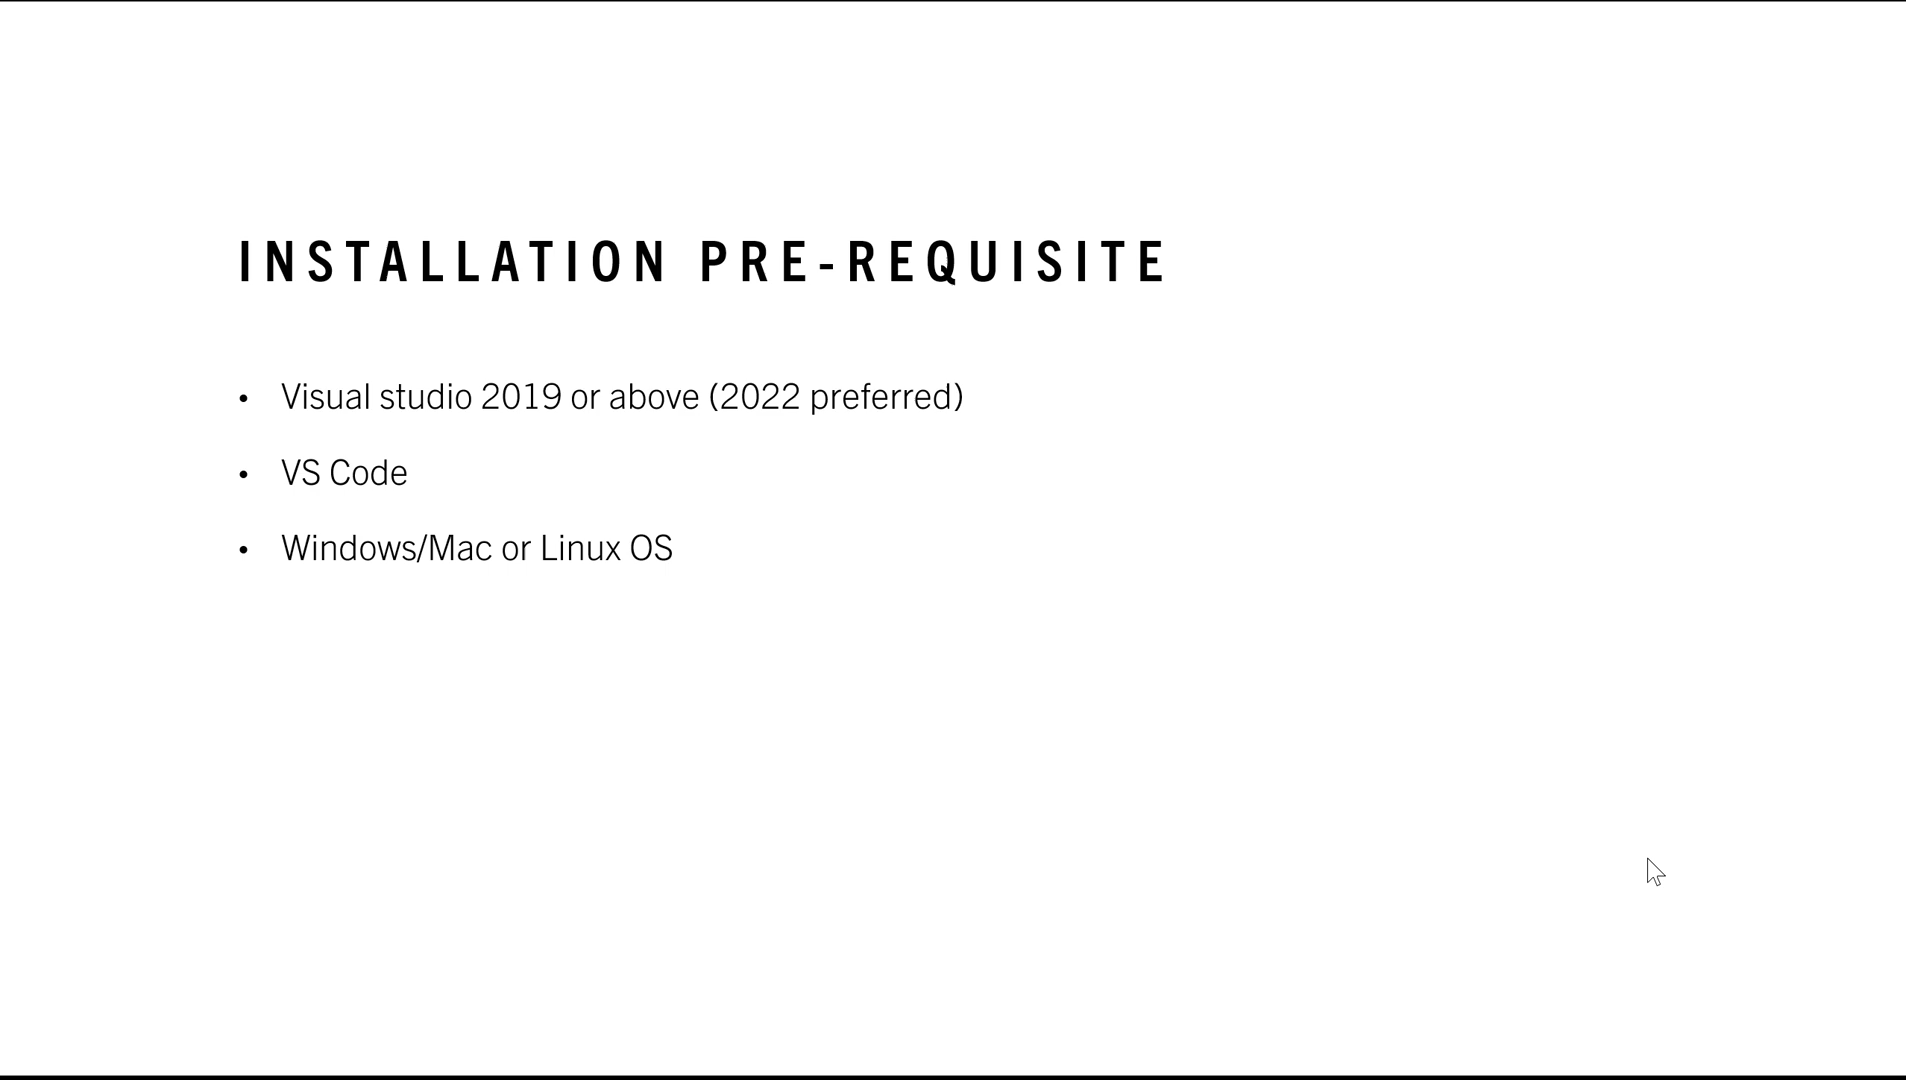 INSTALLATION PRE-REQUISITE
• Visual studio 2019 or above (2022 preferred)
• VS Code
• Windows/Mac or Linux OS